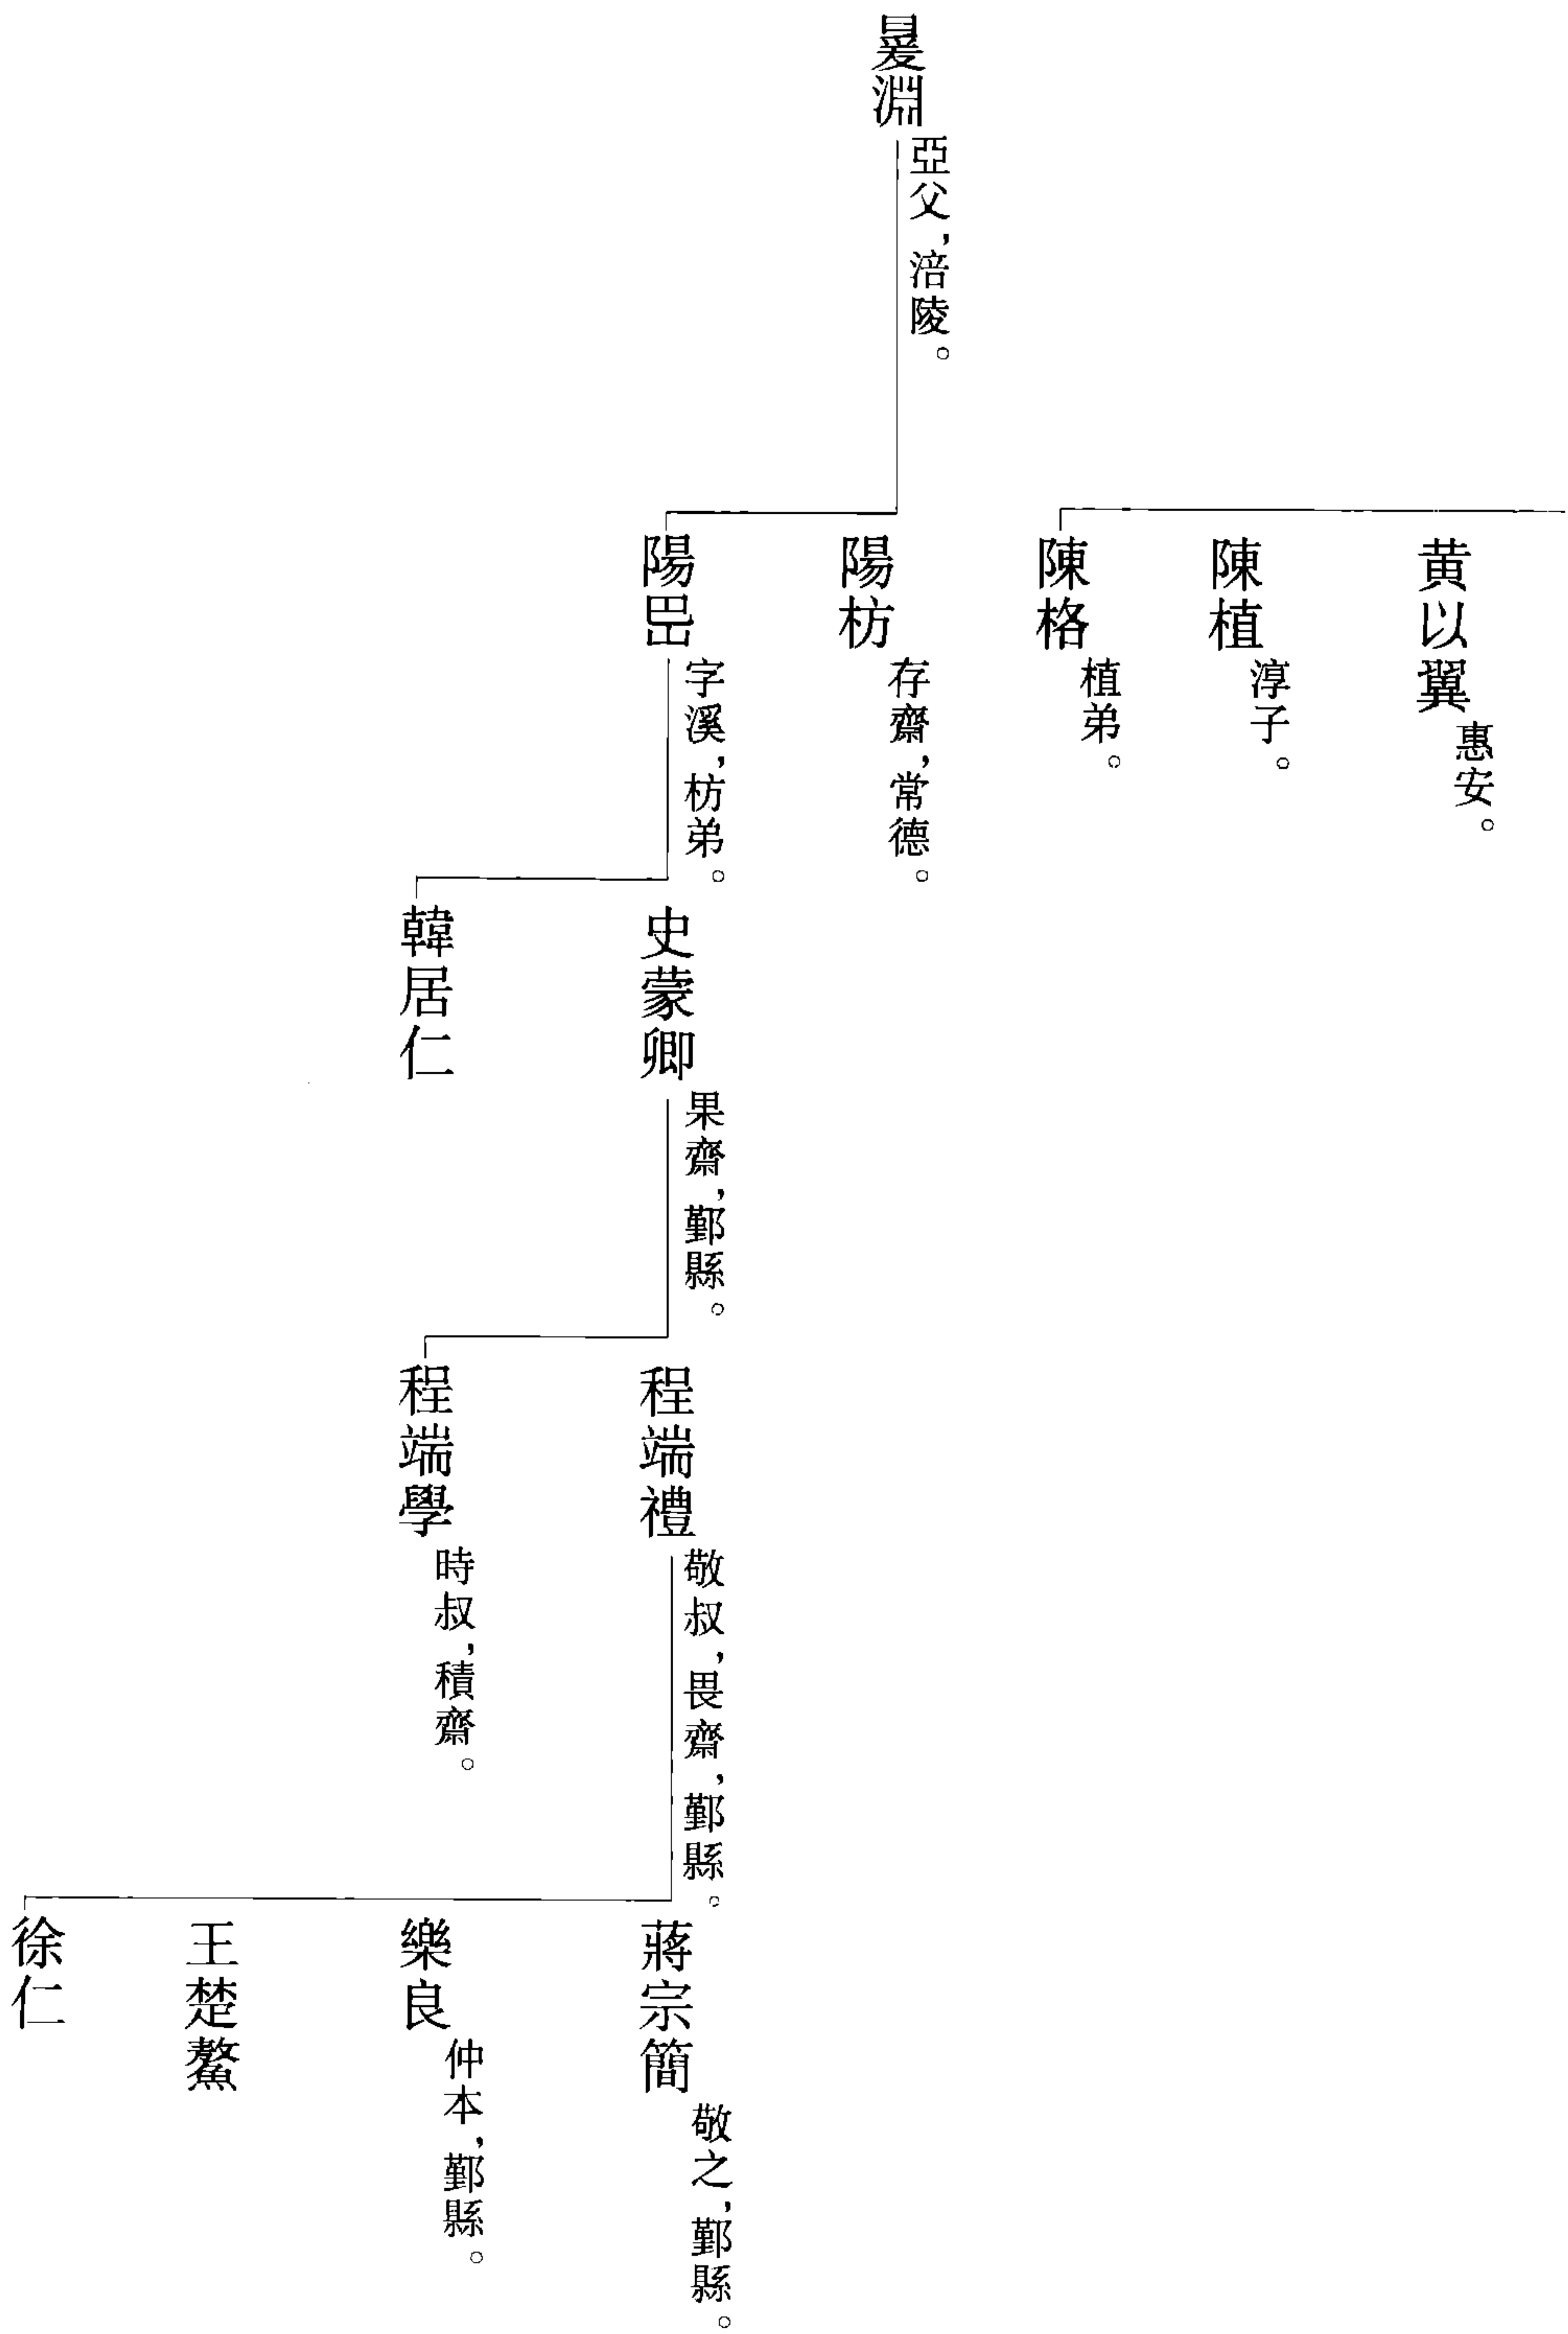 黄以翼
惠安。
陳植
淳子。
陳格
植弟。
㬊淵
亞父，涪陵。
陽枋
存齋，常德。
陽岊
字溪，枋弟。
史蒙卿
果齋，鄞縣。
韓居仁
程端禮
敬叔，畏齋，鄞縣。
程端學
時叔，積齋。
蔣宗簡
敬之，鄞縣。
樂良
仲本，鄞縣。
王楚鰲
徐仁